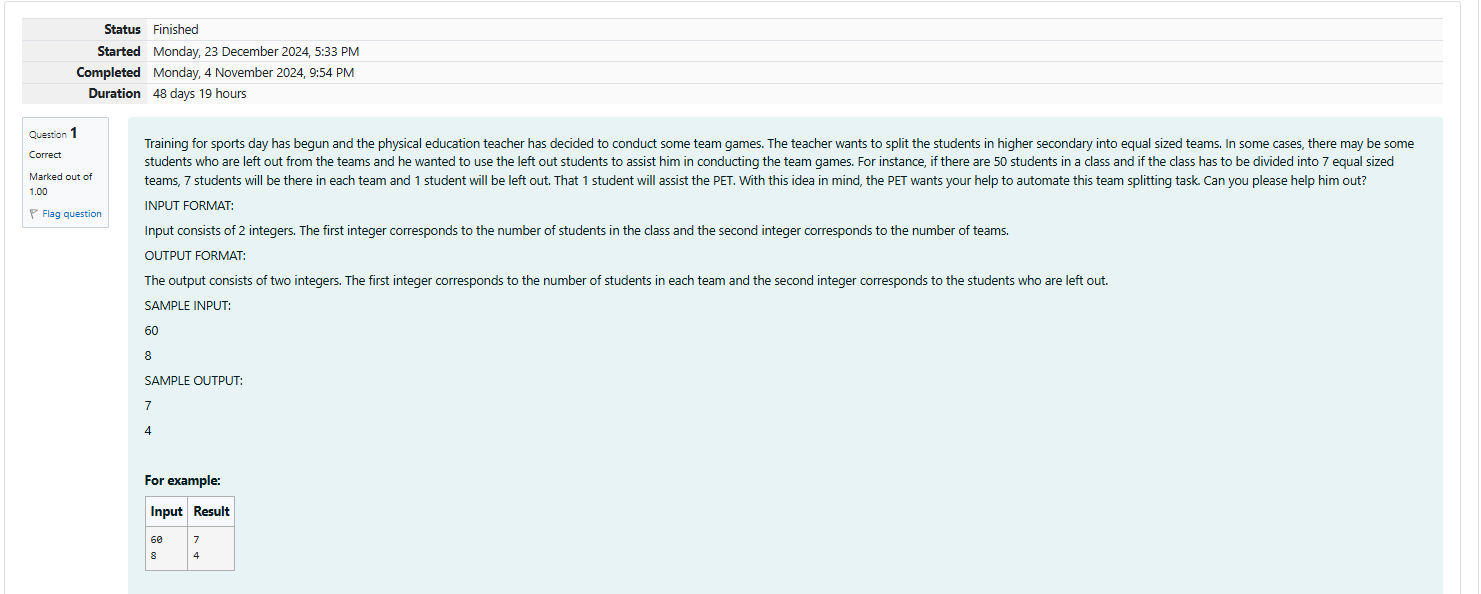 Status Finished
Started Monday, 23 December 2024, 5:33 PM
Completed Monday, 4 November 2024, 9:54 PM
Duration 48 days 19 hours
Question 1
Correct
Marked out of
1.00
Flag question
Training for sports day has begun and the physical education teacher has decided to conduct some team games. The teacher wants to split the students in higher secondary into equal sized teams. In some cases, there may be some
students who are left out from the teams and he wanted to use the left out students to assist him in conducting the team games. For instance, if there are 50 students in a class and if the class has to be divided into 7 equal sized
teams, 7 students will be there in each team and 1 student will be left out. That 1 student will assist the PET. With this idea in mind, the PET wants your help to automate this team splitting task. Can you please help him out?
INPUT FORMAT:
Input consists of 2 integers. The first integer corresponds to the number of students in the class and the second integer corresponds to the number of teams.
OUTPUT FORMAT:
The output consists of two integers. The first integer corresponds to the number of students in each team and the second integer corresponds to the students who are left out.
SAMPLE INPUT:
60
8
SAMPLE OUTPUT:
7
4
For example:
Input Result
60 7
8 4